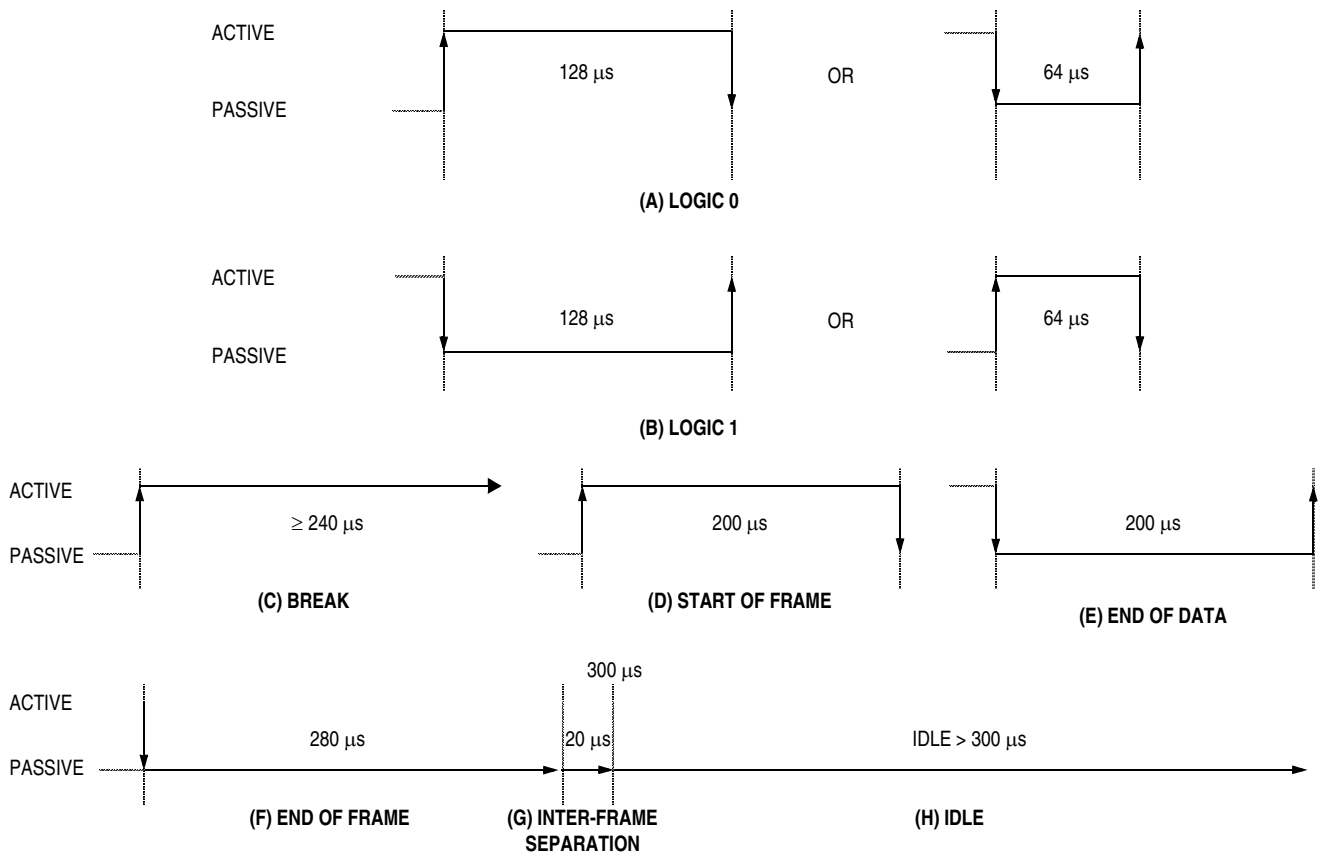 ACTIVE
128 μs
OR
64 μs
PASSIVE
(A) LOGIC 0
ACTIVE
128 μs
OR
64 μs
PASSIVE
(B) LOGIC 1
ACTIVE
≥ 240 μs
200 μs
200 μs
PASSIVE
(C) BREAK
(D) START OF FRAME
(E) END OF DATA
300 μs
ACTIVE
280 μs
20 μs
IDLE > 300 μs
PASSIVE
(F) END OF FRAME
(G) INTER-FRAME
SEPARATION
(H) IDLE